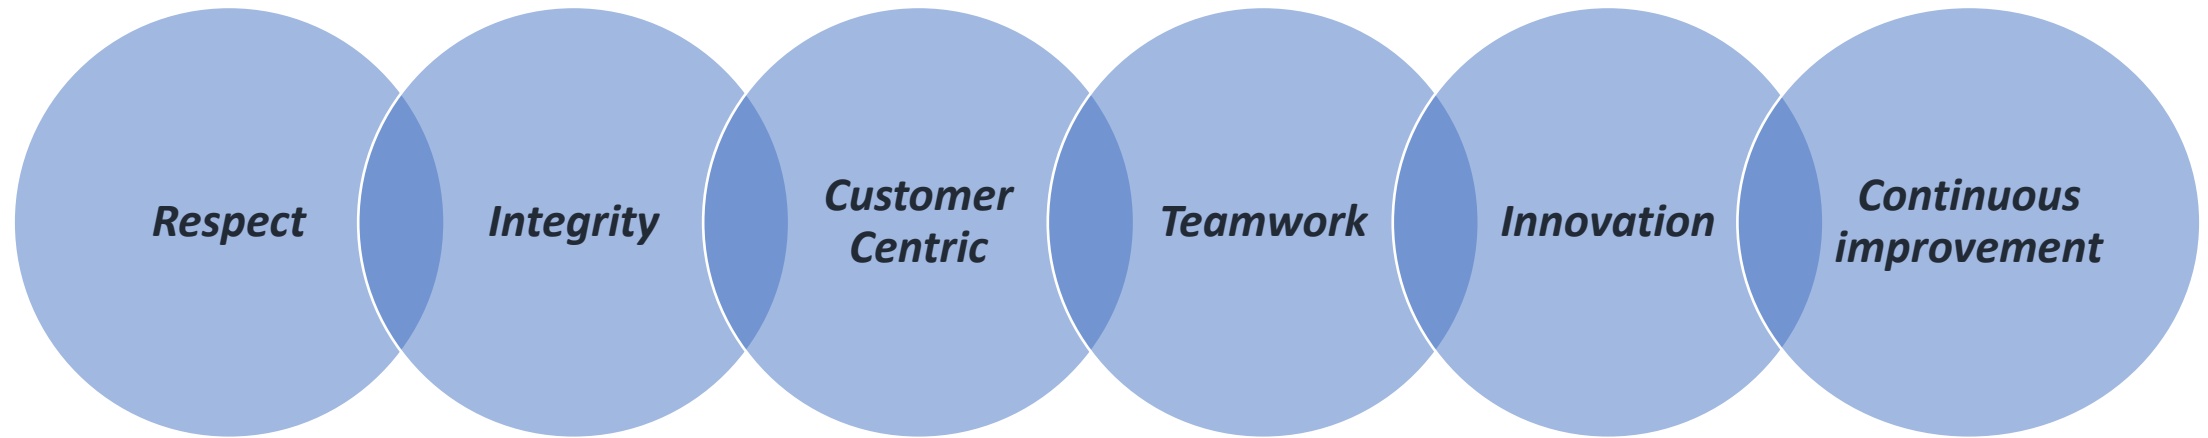 Respect
Integrity
Customer
Centric
Teamwork
Innovation
Continuous
improvement